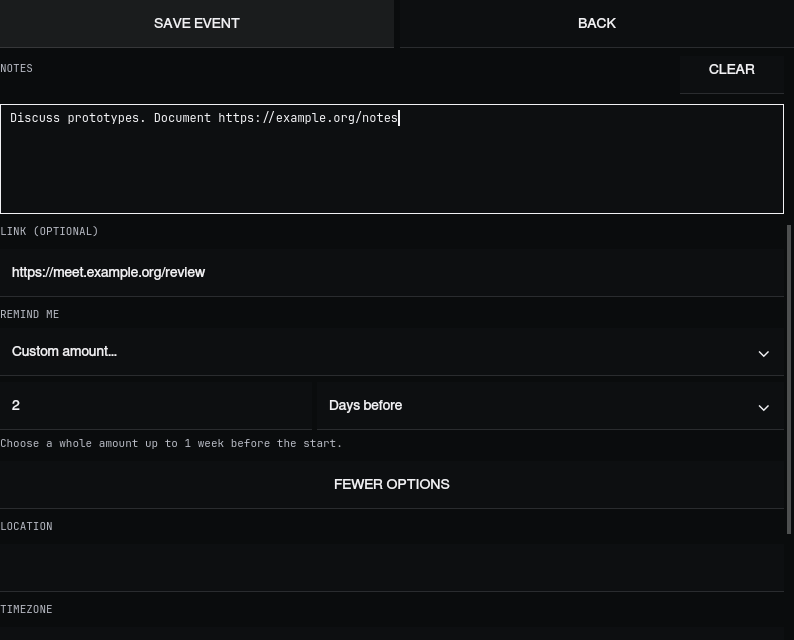 SAVE EVENT
BACK
NOTES
CLEAR
Discuss prototypes. Document https://example.org/notes
LINK (OPTIONAL)
https://meet.example.org/review
REMIND ME
Custom amount...
2
Days before
Choose a whole amount up to 1 week before the start.
FEWER OPTIONS
LOCATION
TIMEZONE